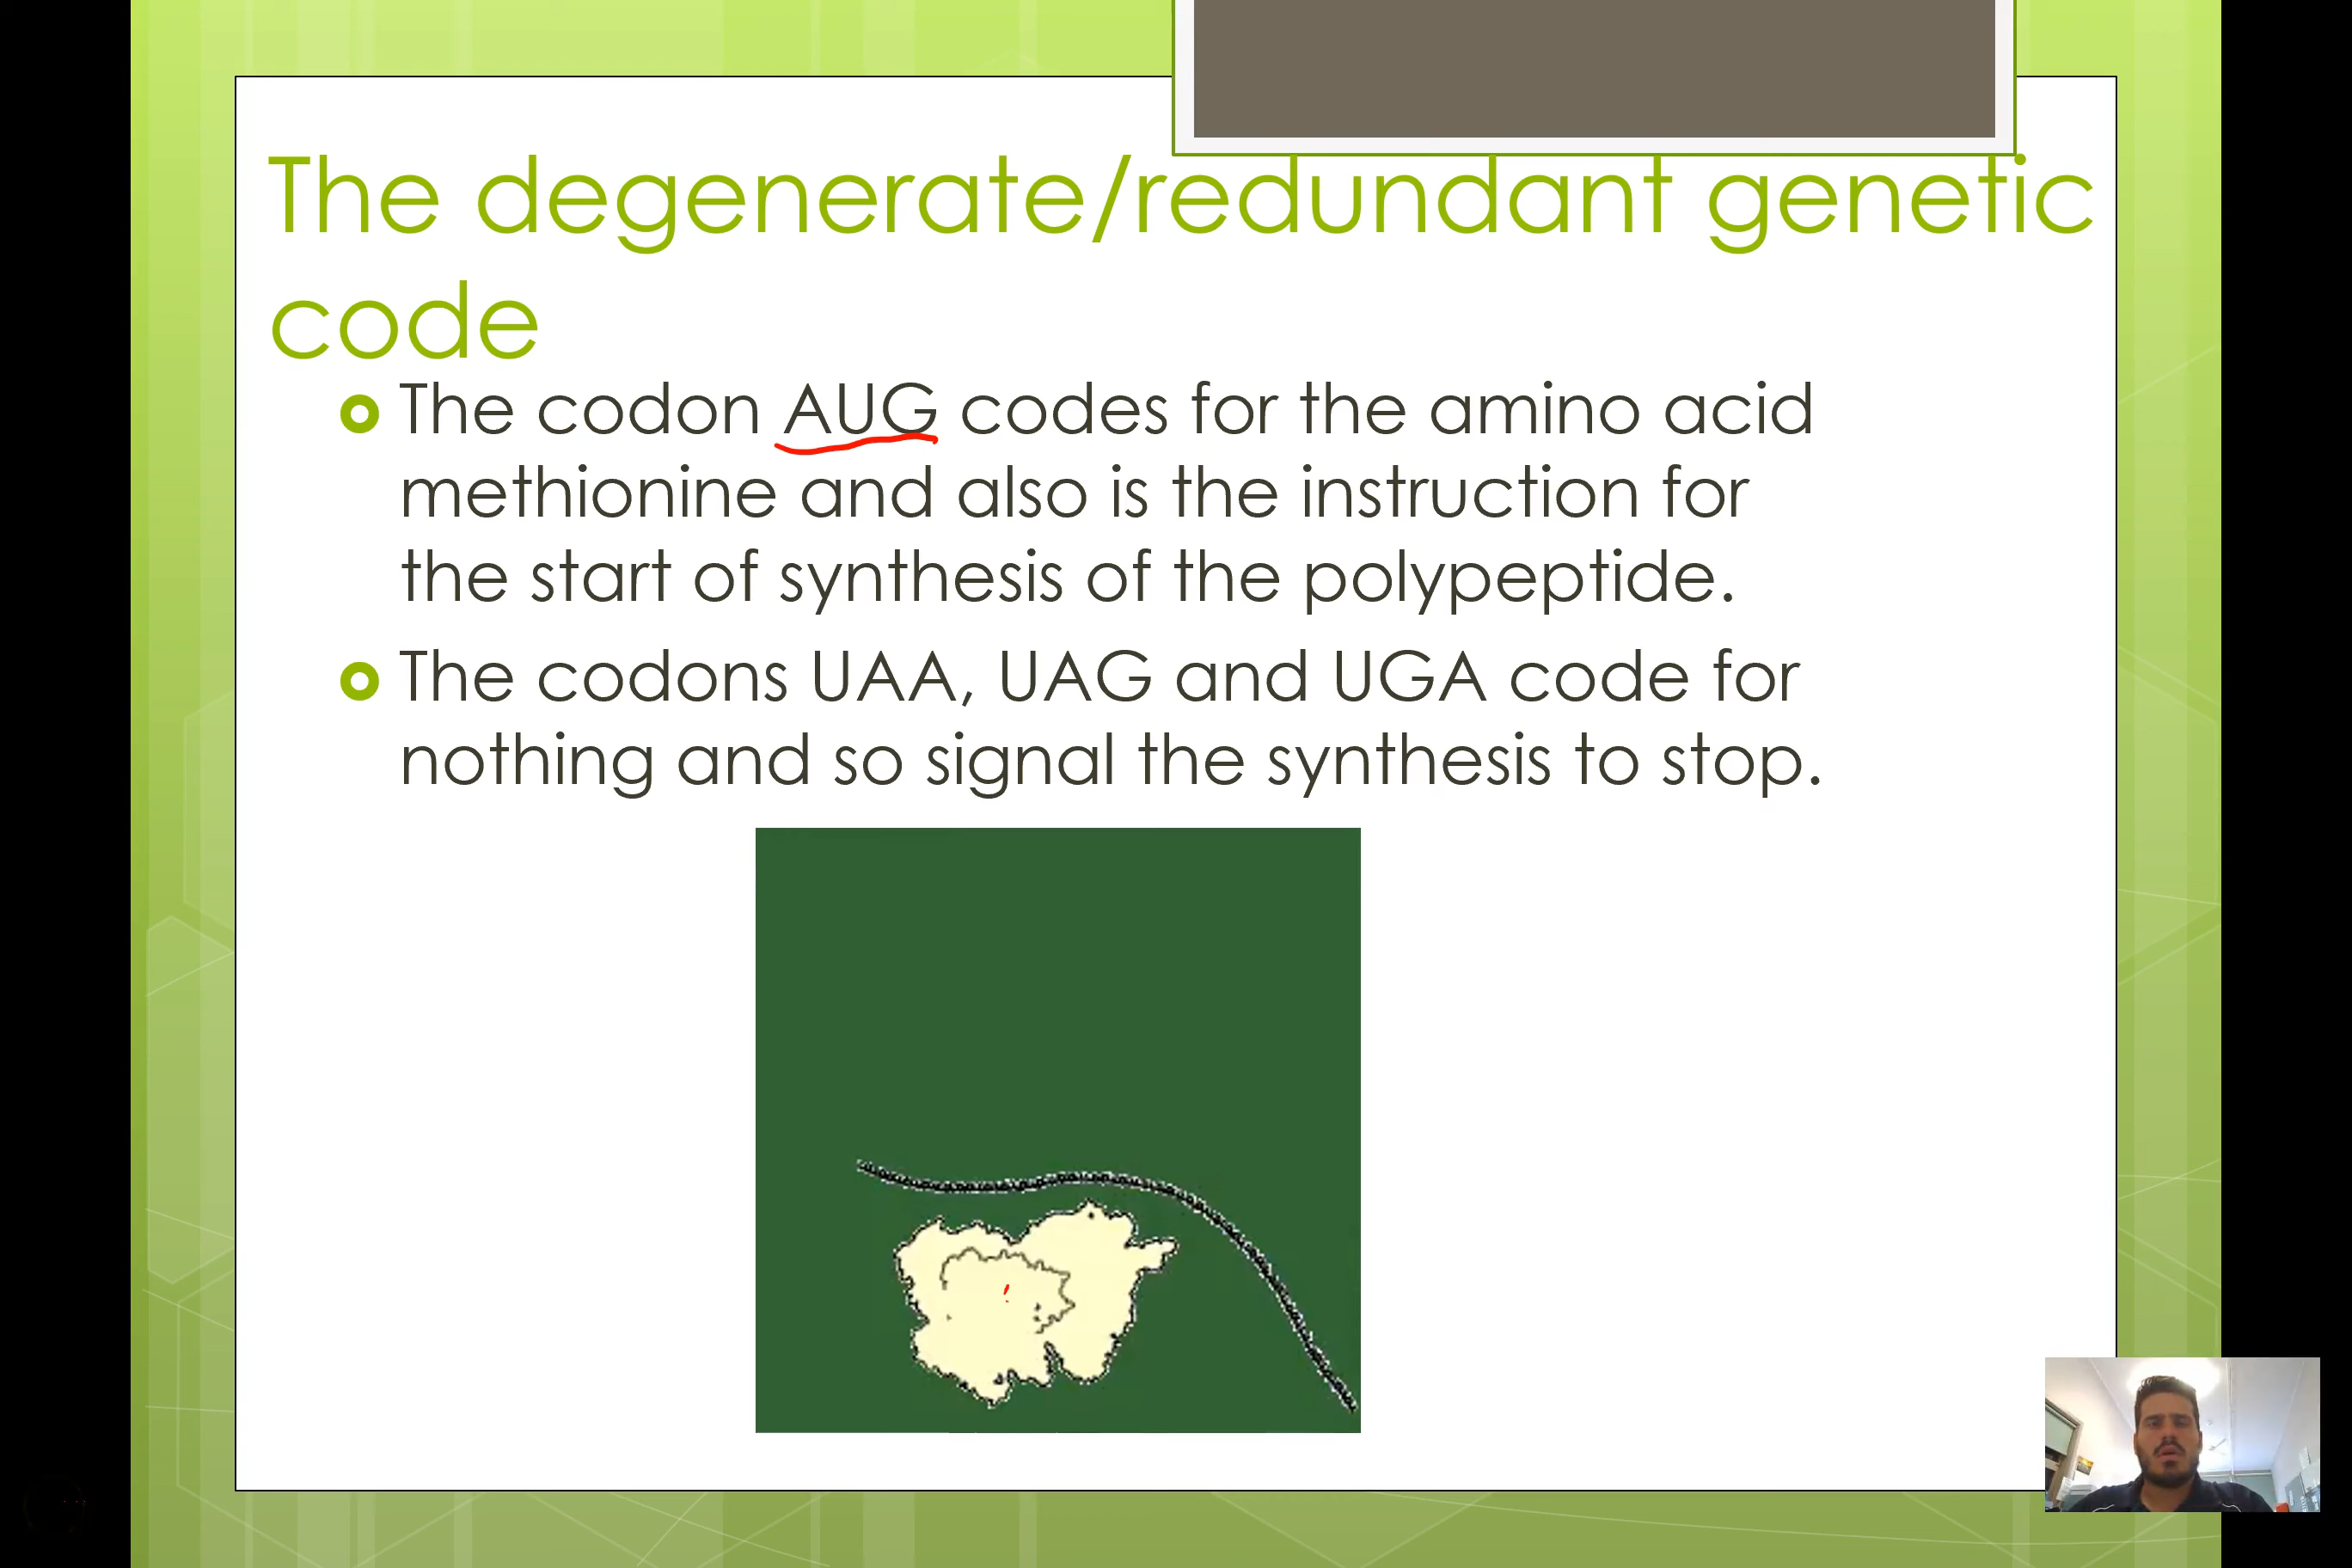 The degenerate/redundant genetic
code
The codon AUG codes for the amino acid
methionine and also is the instruction for
the start of synthesis of the polypeptide.
The codons UAA, UAG and UGA code for
nothing and so signal the synthesis to stop.